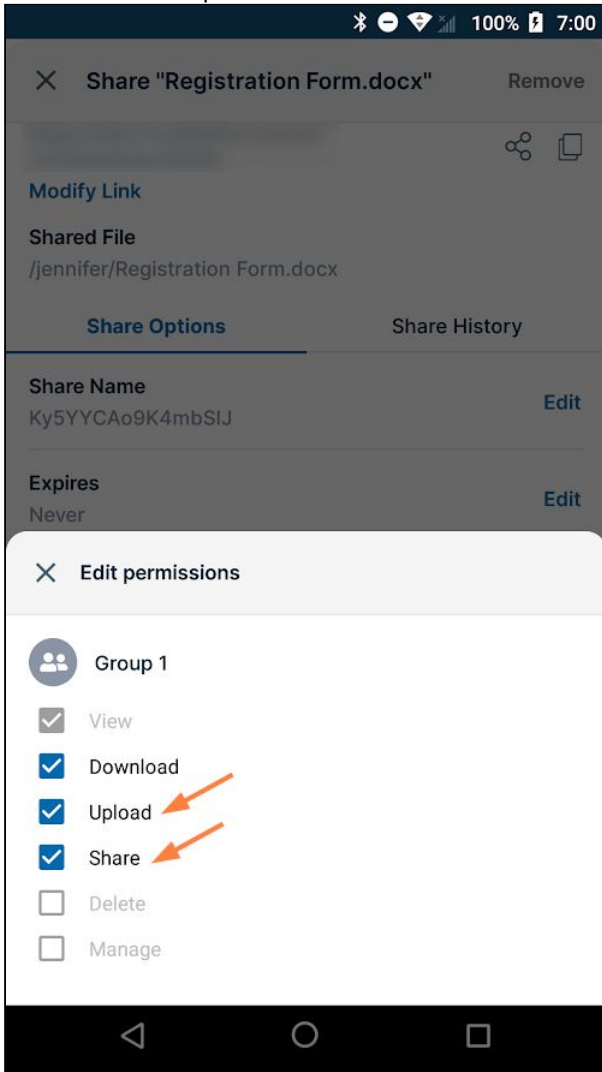 100% 7:00
Share "Registration Form.docx" Remove
Modify Link
Shared File
/jennifer/Registration Form.docx
Share Options Share History
Share Name
Ky5YYCAo9K4mbSIJ
Edit
Expires
Never
Edit
Edit permissions
Group 1
View
Download
Upload
Share
Delete
Manage